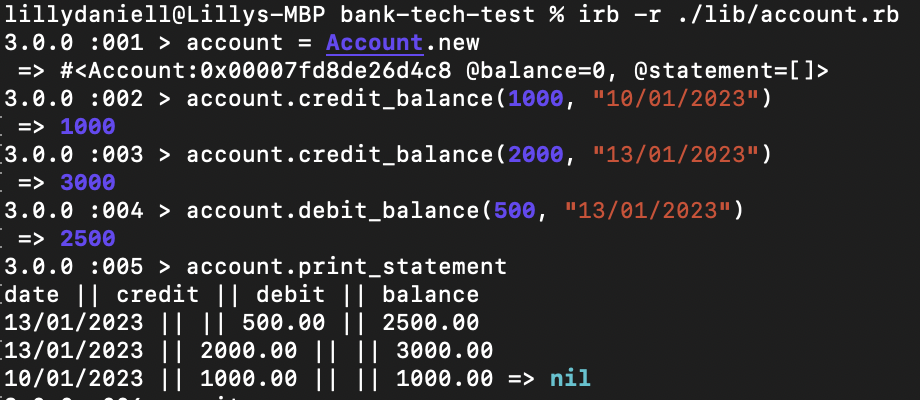 lillydaniell@Lillys-MBP bank-tech-test % irb -r ./lib/account.rb
3.0.0 :001 > account = Account.new
=> #<Account:0x00007fd8de26d4c8 @balance=0, @statement=[]>
3.0.0 :002 > account.credit_balance(1000, "10/01/2023")
=> 1000
3.0.0 :003 > account.credit_balance(2000, "13/01/2023")
=> 3000
3.0.0 :004 > account.debit_balance(500, "13/01/2023")
=> 2500
3.0.0 :005 > account.print_statement
date || credit || debit || balance
13/01/2023 || || 500.00 || 2500.00
13/01/2023 || 2000.00 || || 3000.00
10/01/2023 || 1000.00 || || 1000.00 => nil